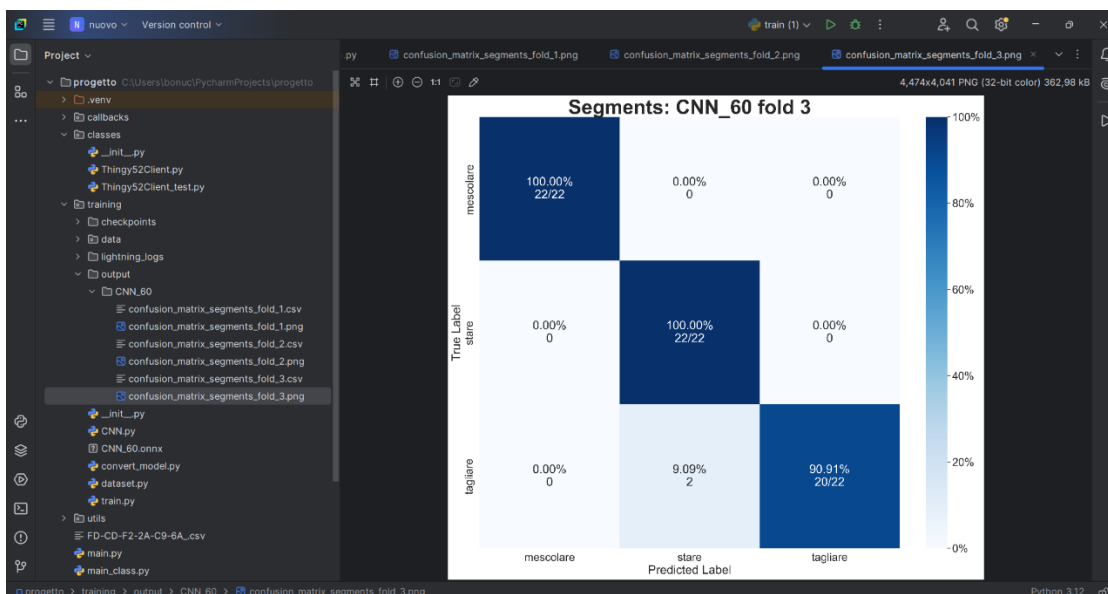 N nuovo Version control train (1)
Project
.py confusion_matrix_segments_fold_1.png confusion_matrix_segments_fold_2.png confusion_matrix_segments_fold_3.png
progetto C:\Users\bonuc\PycharmProjects\progetto
.venv
callbacks
classes
__init__.py
Thingy52Client.py
Thingy52Client_test.py
training
checkpoints
data
lightning_logs
output
CNN_60
confusion_matrix_segments_fold_1.csv
confusion_matrix_segments_fold_1.png
confusion_matrix_segments_fold_2.csv
confusion_matrix_segments_fold_2.png
confusion_matrix_segments_fold_3.csv
confusion_matrix_segments_fold_3.png
__init__.py
CNN.py
CNN_60.onnx
convert_model.py
dataset.py
train.py
utils
FD-CD-F2-2A-C9-6A_.csv
main.py
main_class.py
1:1 4,474x4,041 PNG (32-bit color) 362,98 kB
Segments: CNN_60 fold 3
True Label
mescolare
100.00%
22/22
0.00%
0
0.00%
0
stare
0.00%
0
100.00%
22/22
0.00%
0
tagliare
0.00%
0
9.09%
2
90.91%
20/22
mescolare stare tagliare
Predicted Label
100%
80%
60%
40%
20%
0%
progetto > training > output > CNN_60 > confusion_matrix_segments_fold_3.png Python 3.12